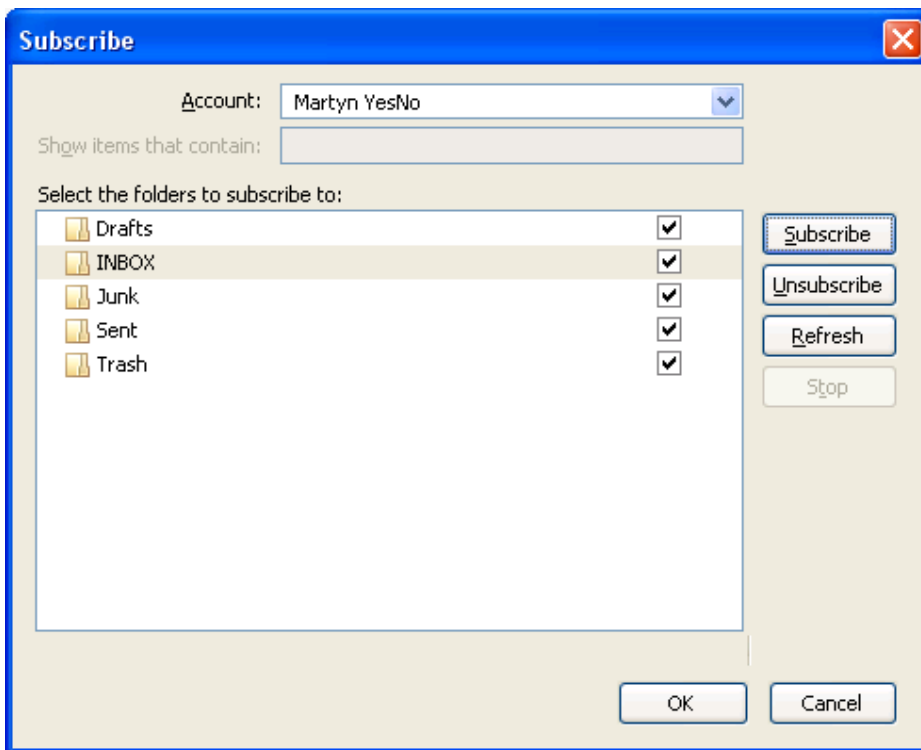 Subscribe
Account: Martyn YesNo
Show items that contain:
Select the folders to subscribe to:
Drafts
INBOX
Junk
Sent
Trash
Subscribe
Unsubscribe
Refresh
Stop
OK Cancel